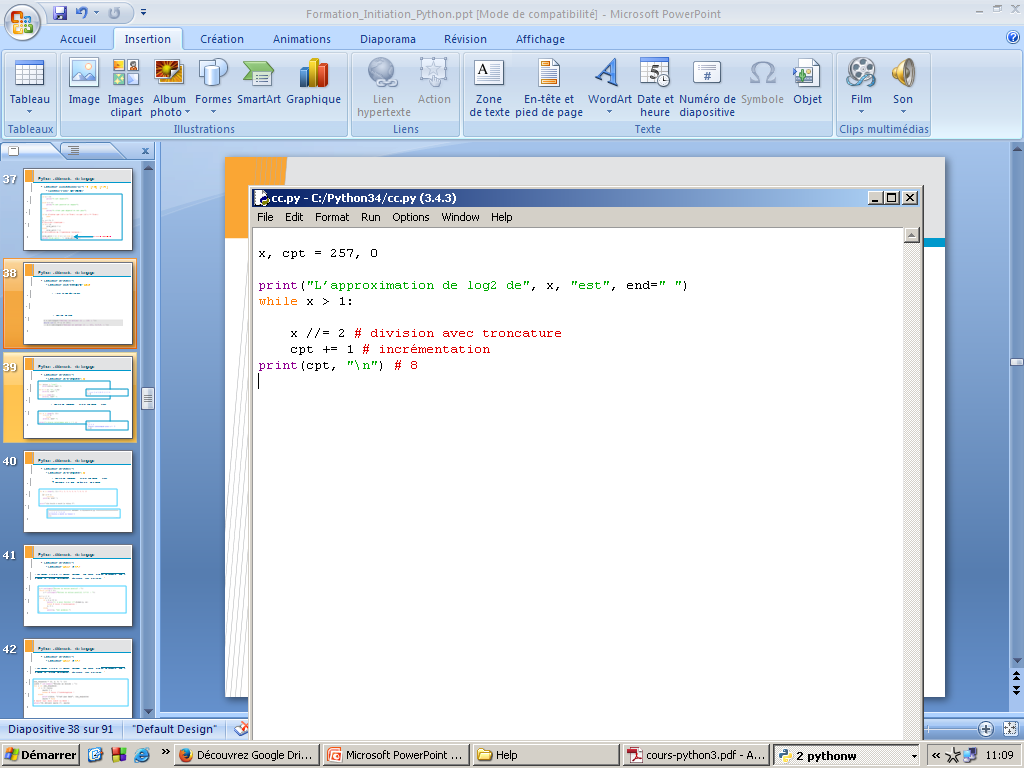 Formation_Initiation_Python.ppt [Mode de compatibilité] - Microsoft PowerPoint
Accueil Insertion Création Animations Diaporama Révision Affichage
Tableau Image Images clipart Album photo Formes SmartArt Graphique Lien hypertexte Action Zone de texte En-tête et pied de page WordArt Date et heure Numéro de diapositive Symbole Objet Film Son
Tableaux Illustrations Liens Texte Clips multimédias
37
38
39
40
41
42
cc.py - C:/Python34/cc.py (3.4.3)
File Edit Format Run Options Window Help
x, cpt = 257, 0
print("L’approximation de log2 de", x, "est", end=" ")
while x > 1:
x //= 2 # division avec troncature
cpt += 1 # incrémentation
print(cpt, "\n") # 8
Diapositive 38 sur 91 "Default Design"
Démarrer » Découvrez Google Dri... Microsoft PowerPoint ... Help cours-python3.pdf - A... 2 pythonw « 11:09